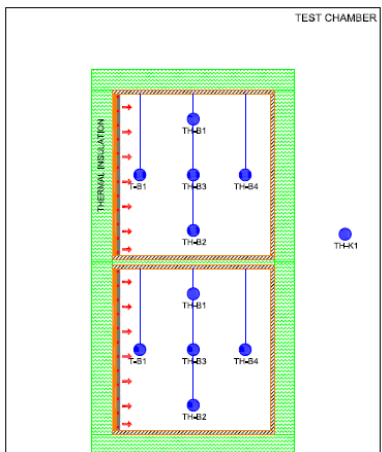 TEST CHAMBER
THERMAL INSULATION
TH-B1
T-B1
TH-B3
TH-B4
TH-B2
TH-K1
TH-B1
T-B1
TH-B3
TH-B4
TH-B2